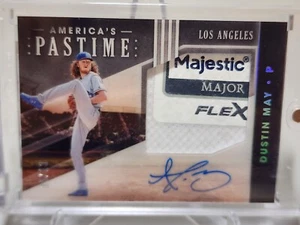 AMERICA'S
PASTIME
LOS ANGELES
Majestic®
MAJOR
FLEX
DUSTIN MAY • P